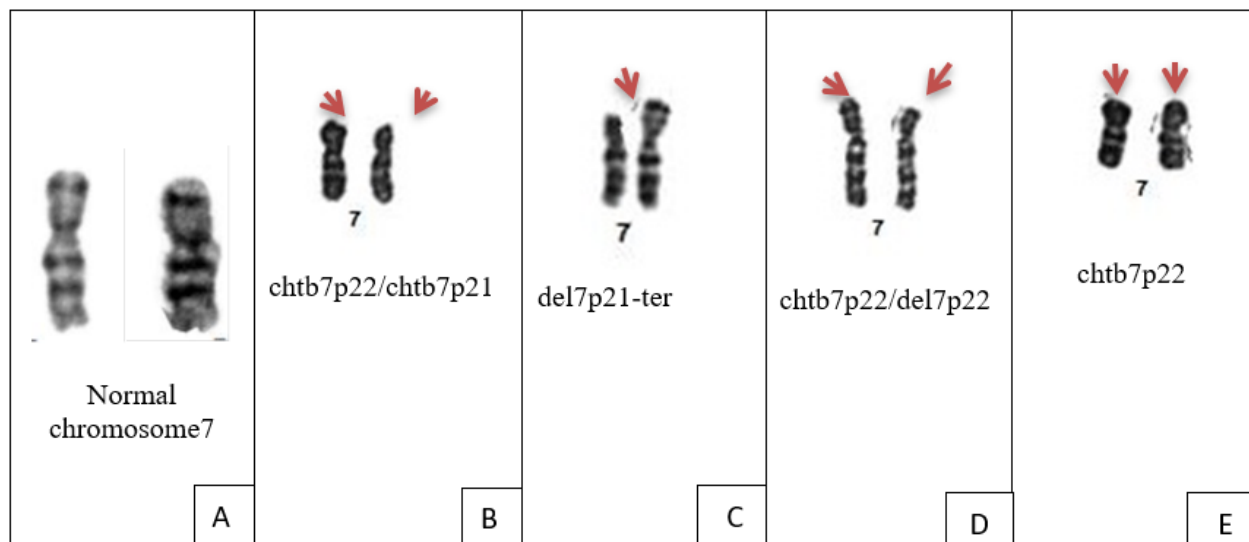 Normal
chromosome7
A
7
chtb7p22/chtb7p21
B
7
del7p21-ter
C
7
chtb7p22/del7p22
D
7
chtb7p22
E